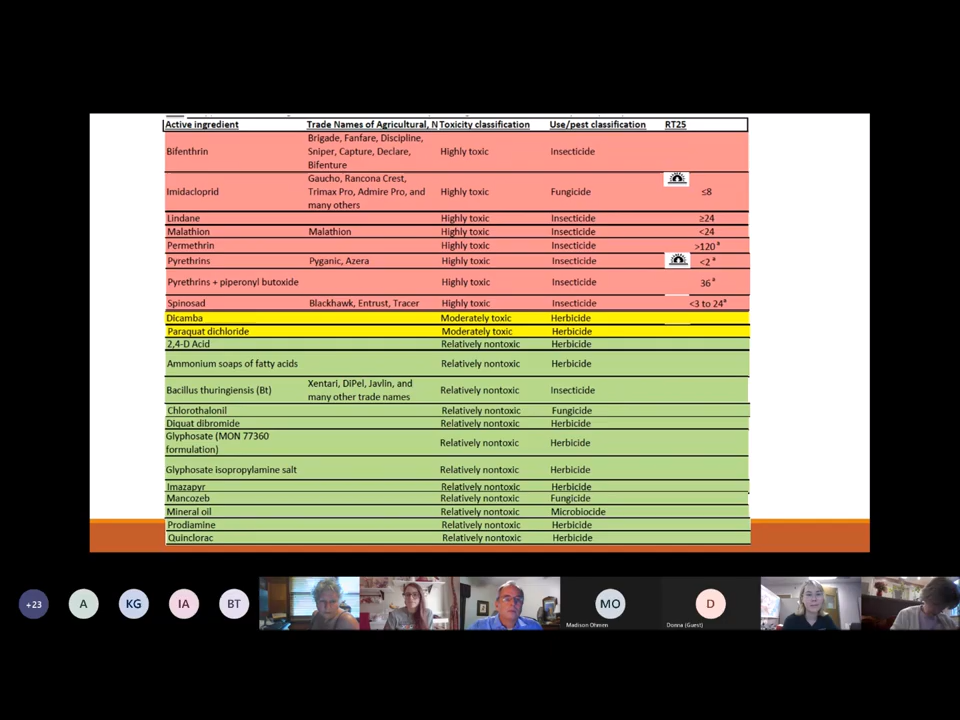 Active ingredient Trade Names of Agricultural, N Toxicity classification Use/pest classification RT25
Bifenthrin Brigade, Fanfare, Discipline, Sniper, Capture, Declare, Bifenture Highly toxic Insecticide
Imidacloprid Gaucho, Rancona Crest, Trimax Pro, Admire Pro, and many others Highly toxic Fungicide ≤8
Lindane Highly toxic Insecticide ≥24
Malathion Malathion Highly toxic Insecticide <24
Permethrin Highly toxic Insecticide >120 a
Pyrethrins Pyganic, Azera Highly toxic Insecticide <2 a
Pyrethrins + piperonyl butoxide Highly toxic Insecticide 36 a
Spinosad Blackhawk, Entrust, Tracer Highly toxic Insecticide <3 to 24 a
Dicamba Moderately toxic Herbicide
Paraquat dichloride Moderately toxic Herbicide
2,4-D Acid Relatively nontoxic Herbicide
Ammonium soaps of fatty acids Relatively nontoxic Herbicide
Bacillus thuringiensis (Bt) Xentari, DiPel, Javlin, and many other trade names Relatively nontoxic Insecticide
Chlorothalonil Relatively nontoxic Fungicide
Diquat dibromide Relatively nontoxic Herbicide
Glyphosate (MON 77360 formulation) Relatively nontoxic Herbicide
Glyphosate isopropylamine salt Relatively nontoxic Herbicide
Imazapyr Relatively nontoxic Herbicide
Mancozeb Relatively nontoxic Fungicide
Mineral oil Relatively nontoxic Microbiocide
Prodiamine Relatively nontoxic Herbicide
Quinclorac Relatively nontoxic Herbicide
+23 A KG IA BT MO D
Madison Ohmen Donna (Guest)